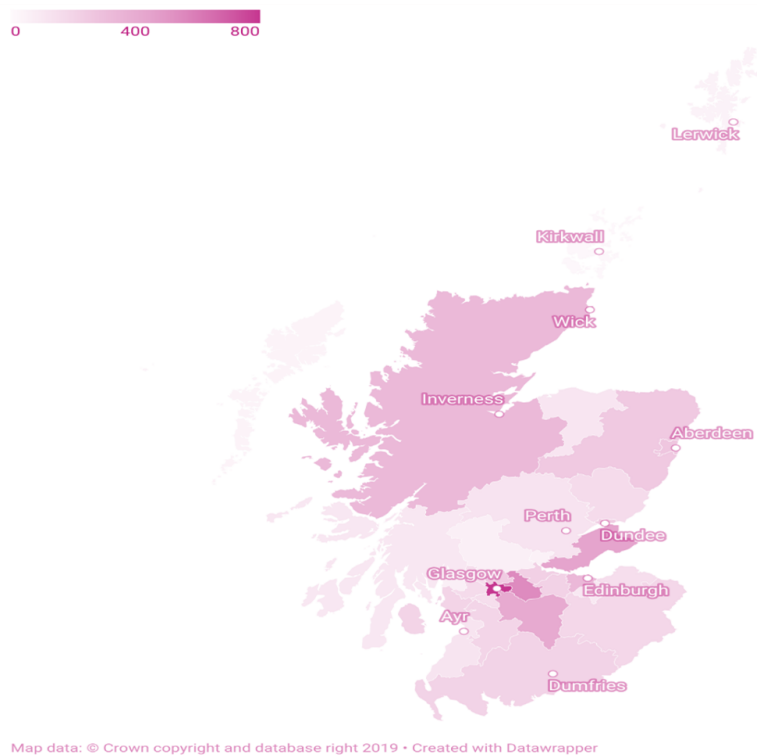 0 400 800
Lerwick
Kirkwall
Wick
Inverness
Aberdeen
Perth
Dundee
Glasgow
Edinburgh
Ayr
Dumfries
Map data: © Crown copyright and database right 2019 • Created with Datawrapper